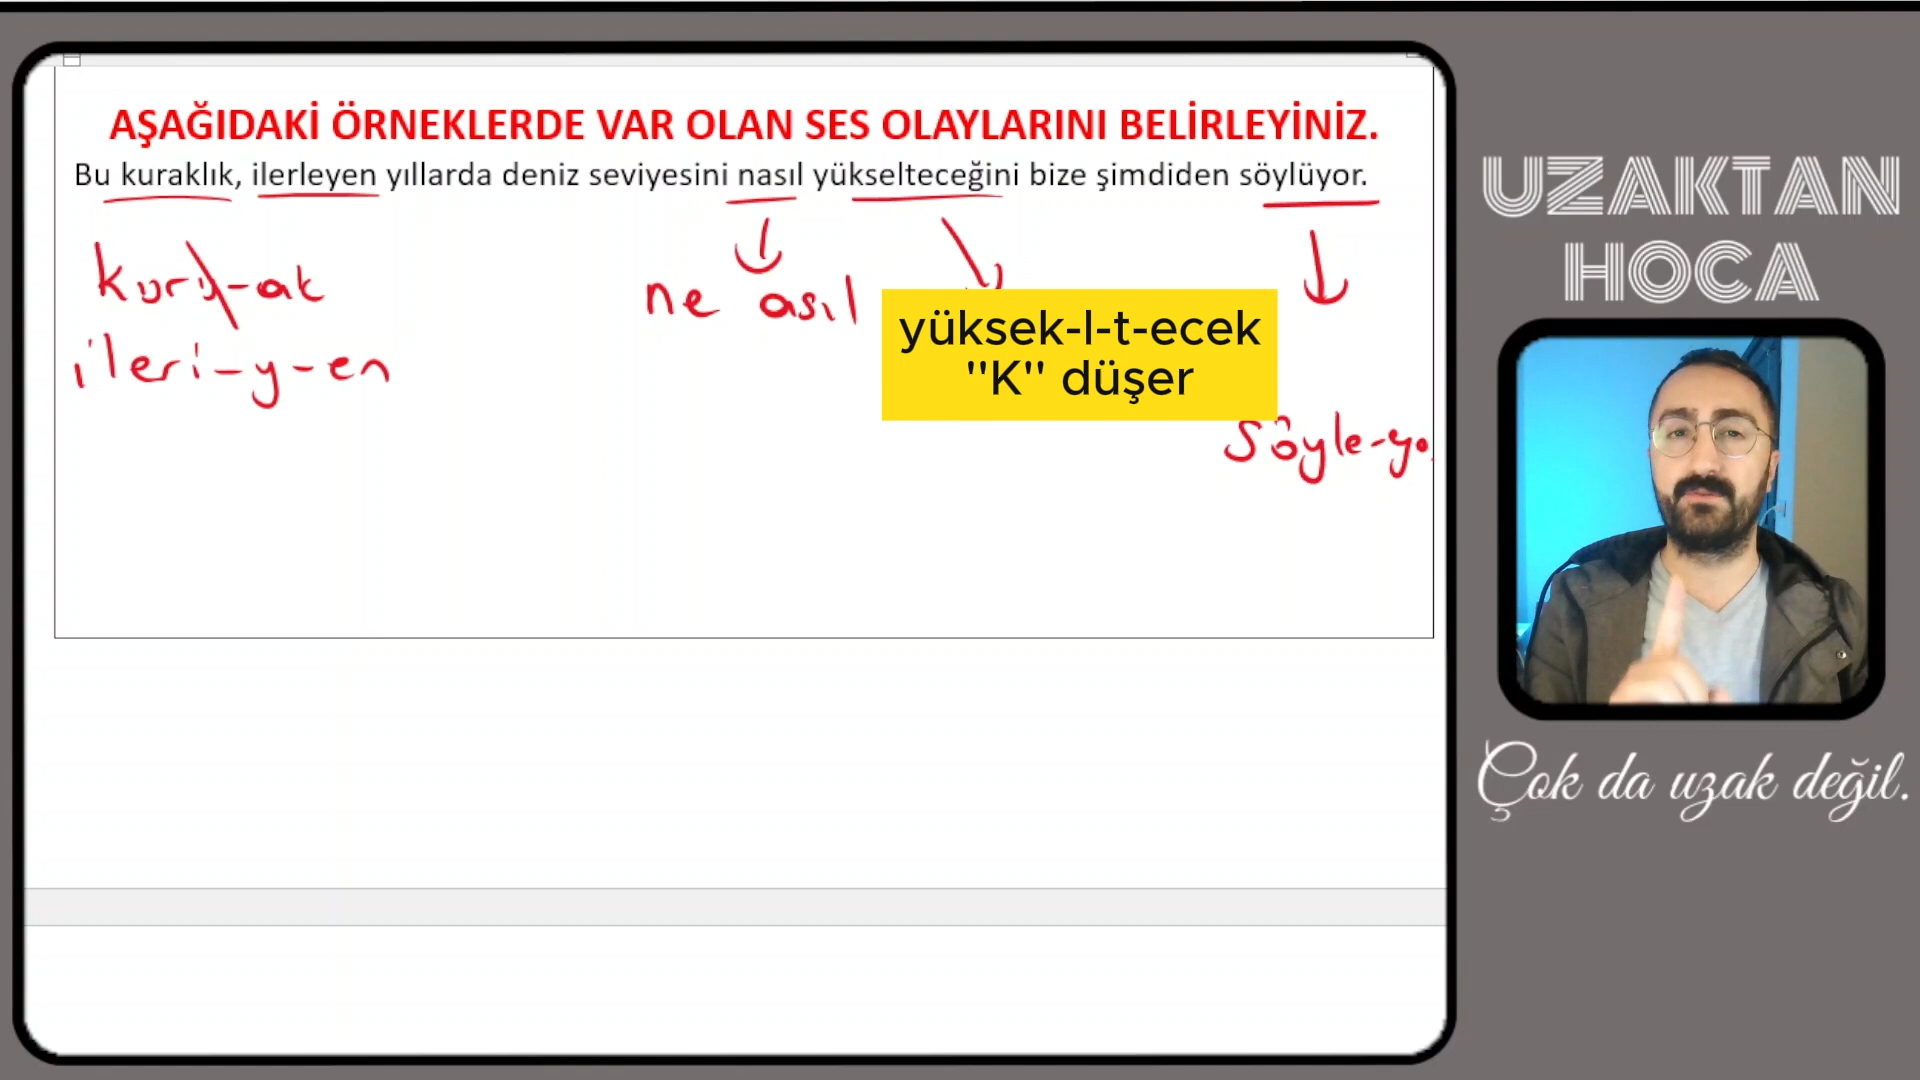 AŞAĞIDAKİ ÖRNEKLERDE VAR OLAN SES OLAYLARINI BELİRLEYİNİZ.
Bu kuraklık, ilerleyen yıllarda deniz seviyesini nasıl yükselteceğini bize şimdiden söylüyor.
kuru-ak
ileri-y-en
ne asıl
yüksek-l-t-ecek
"K" düşer
Söyle-yo
UZAKTAN
HOCA
Çok da uzak değil.